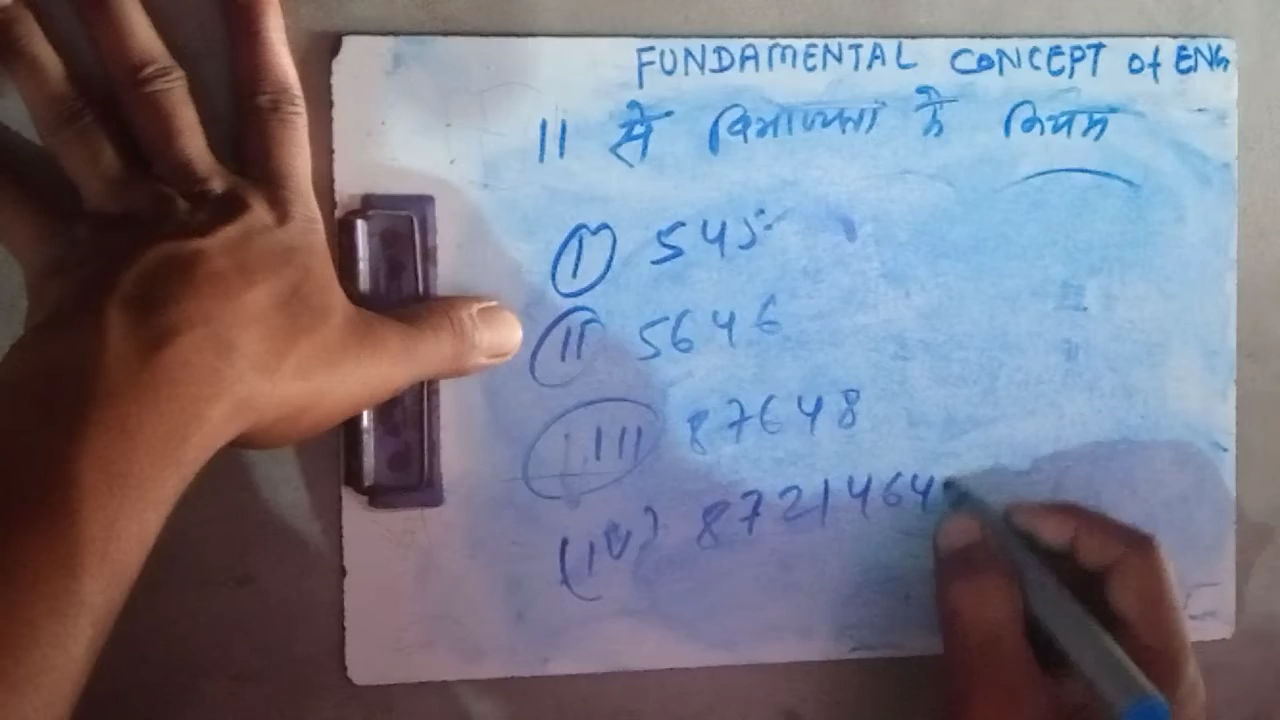 FUNDAMENTAL CONCEPT Of ENG
11 से विभाज्यता के नियम
(I) 545
(II) 5646
(III) 87648
(iv) 8721464